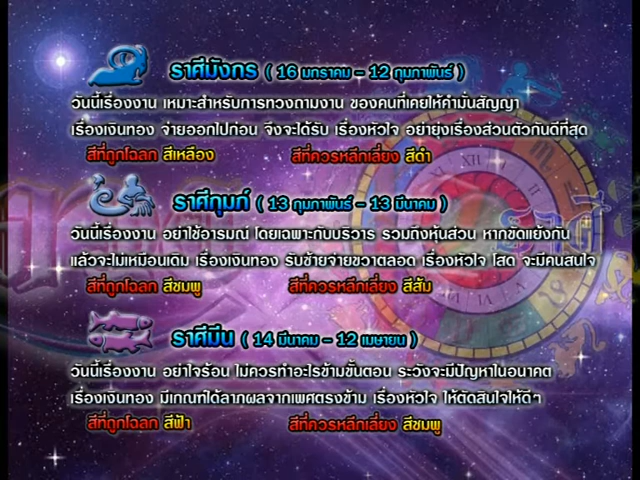 ราศีมังกร ( 16 มกราคม – 12 กุมภาพันธ์ )
วันนี้เรื่องงาน เหมาะสำหรับการทวงถามงาน ของคนที่เคยให้คำมั่นสัญญา
เรื่องเงินทอง จ่ายออกไปก่อน จึงจะได้รับ เรื่องหัวใจ อย่ายุ่งเรื่องส่วนตัวกันดีที่สุด
สีที่ถูกโฉลก สีเหลือง สีที่ควรหลีกเลี่ยง สีดำ
ราศีกุมภ์ ( 13 กุมภาพันธ์ – 13 มีนาคม )
วันนี้เรื่องงาน อย่าใช้อารมณ์ โดยเฉพาะกับบริวาร รวมถึงหุ้นส่วน หากขัดแย้งกัน
แล้วจะไม่เหมือนเดิม เรื่องเงินทอง รับซ้ายจ่ายขวาตลอด เรื่องหัวใจ โสด จะมีคนสนใจ
สีที่ถูกโฉลก สีชมพู สีที่ควรหลีกเลี่ยง สีส้ม
ราศีมีน ( 14 มีนาคม – 12 เมษายน )
วันนี้เรื่องงาน อย่าใจร้อน ไม่ควรทำอะไรข้ามขั้นตอน ระวังจะมีปัญหาในอนาคต
เรื่องเงินทอง มีเกณฑ์ได้ลาภผลจากเพศตรงข้าม เรื่องหัวใจ ให้ตัดสินใจให้ดีๆ
สีที่ถูกโฉลก สีฟ้า สีที่ควรหลีกเลี่ยง สีชมพู